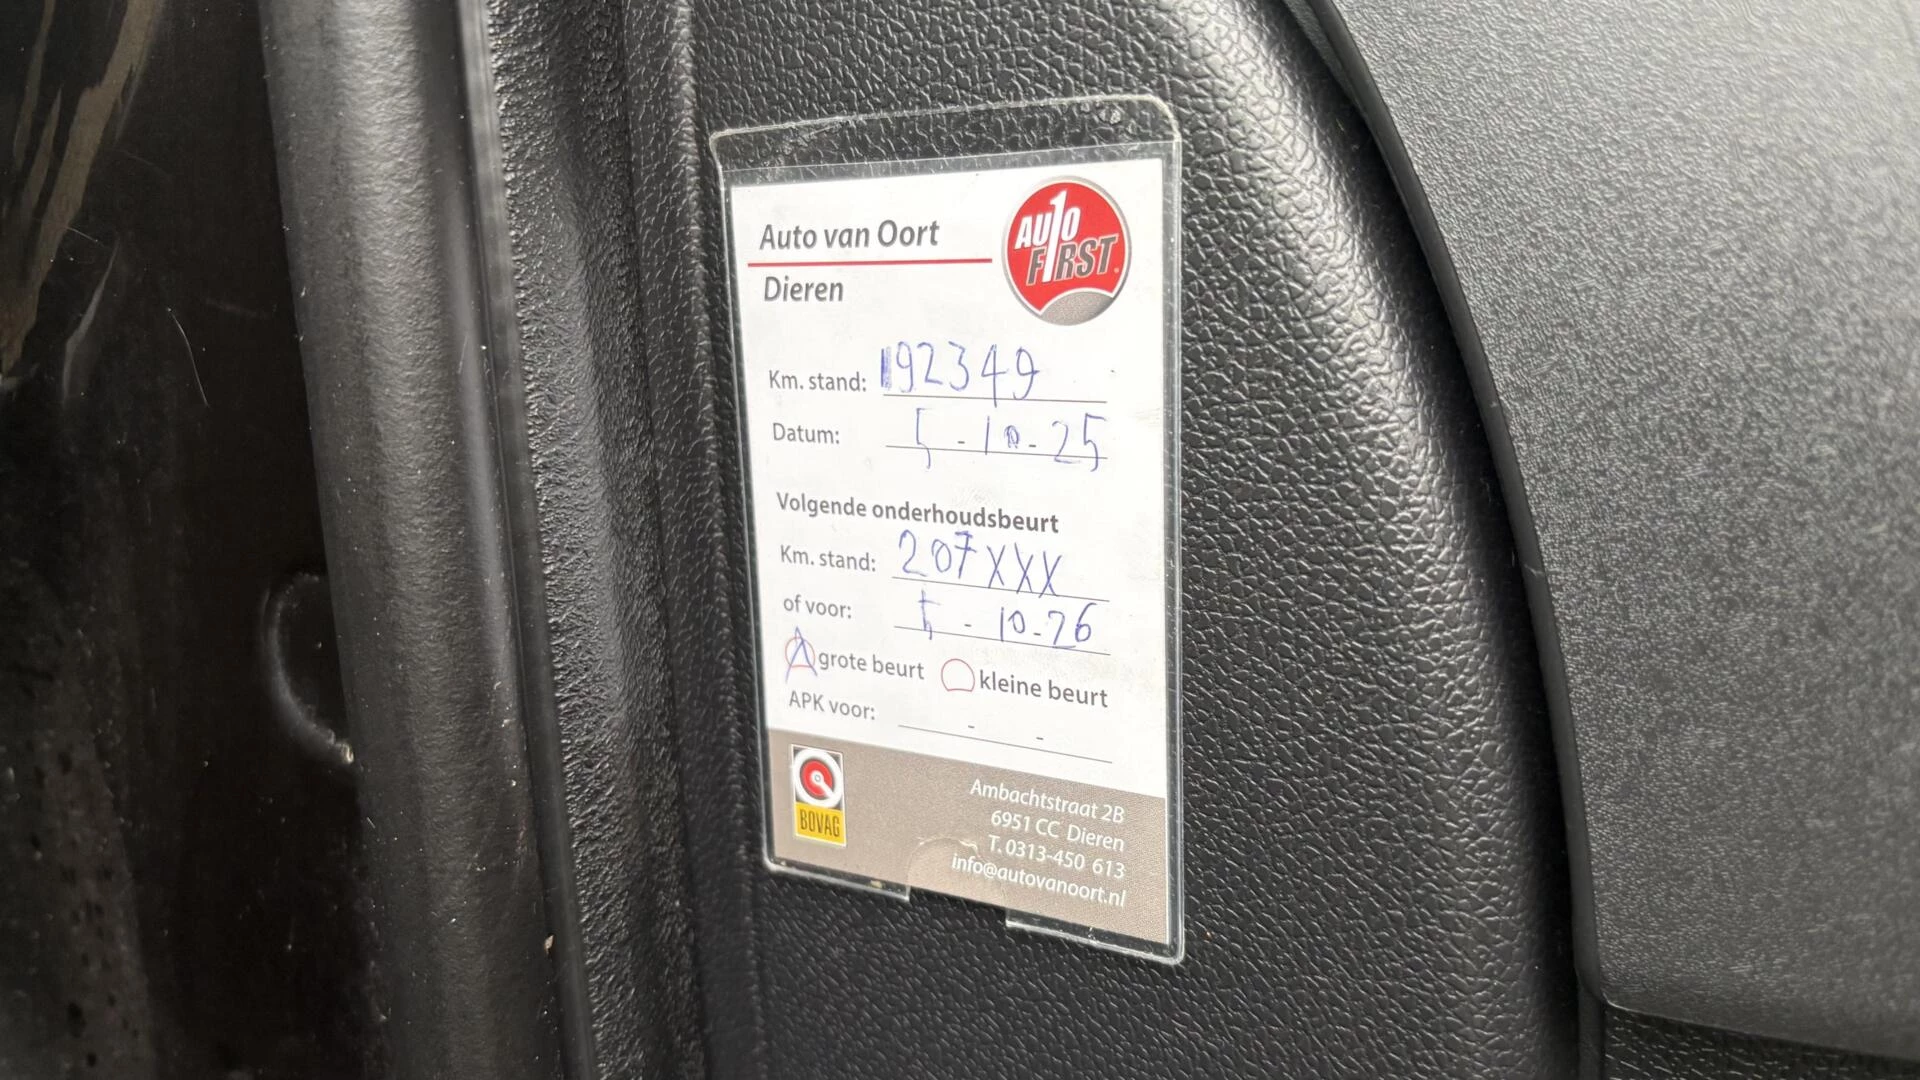 Auto van Oort
Dieren
AUTO
F1RST
Km. stand: 192349
Datum: 5 - 10 - 25
Volgende onderhoudsbeurt
Km. stand: 207XXX
of voor: 5 - 10 - 26
grote beurt kleine beurt
APK voor: - -
BOVAG
Ambachtstraat 2B
6951 CC Dieren
T. 0313-450 613
info@autovanoort.nl